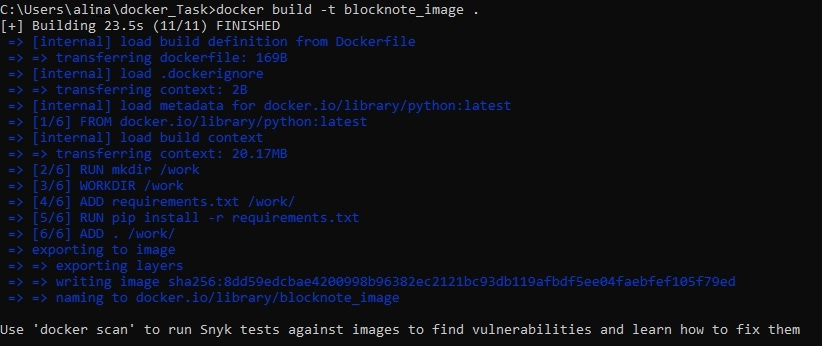 C:\Users\alina\docker_Task>docker build -t blocknote_image .
[+] Building 23.5s (11/11) FINISHED
=> [internal] load build definition from Dockerfile
=> => transferring dockerfile: 169B
=> [internal] load .dockerignore
=> => transferring context: 2B
=> [internal] load metadata for docker.io/library/python:latest
=> [1/6] FROM docker.io/library/python:latest
=> [internal] load build context
=> => transferring context: 20.17MB
=> [2/6] RUN mkdir /work
=> [3/6] WORKDIR /work
=> [4/6] ADD requirements.txt /work/
=> [5/6] RUN pip install -r requirements.txt
=> [6/6] ADD . /work/
=> exporting to image
=> => exporting layers
=> => writing image sha256:8dd59edcbae4200998b96382ec2121bc93db119afbdf5ee04faebfef105f79ed
=> => naming to docker.io/library/blocknote_image
Use 'docker scan' to run Snyk tests against images to find vulnerabilities and learn how to fix them